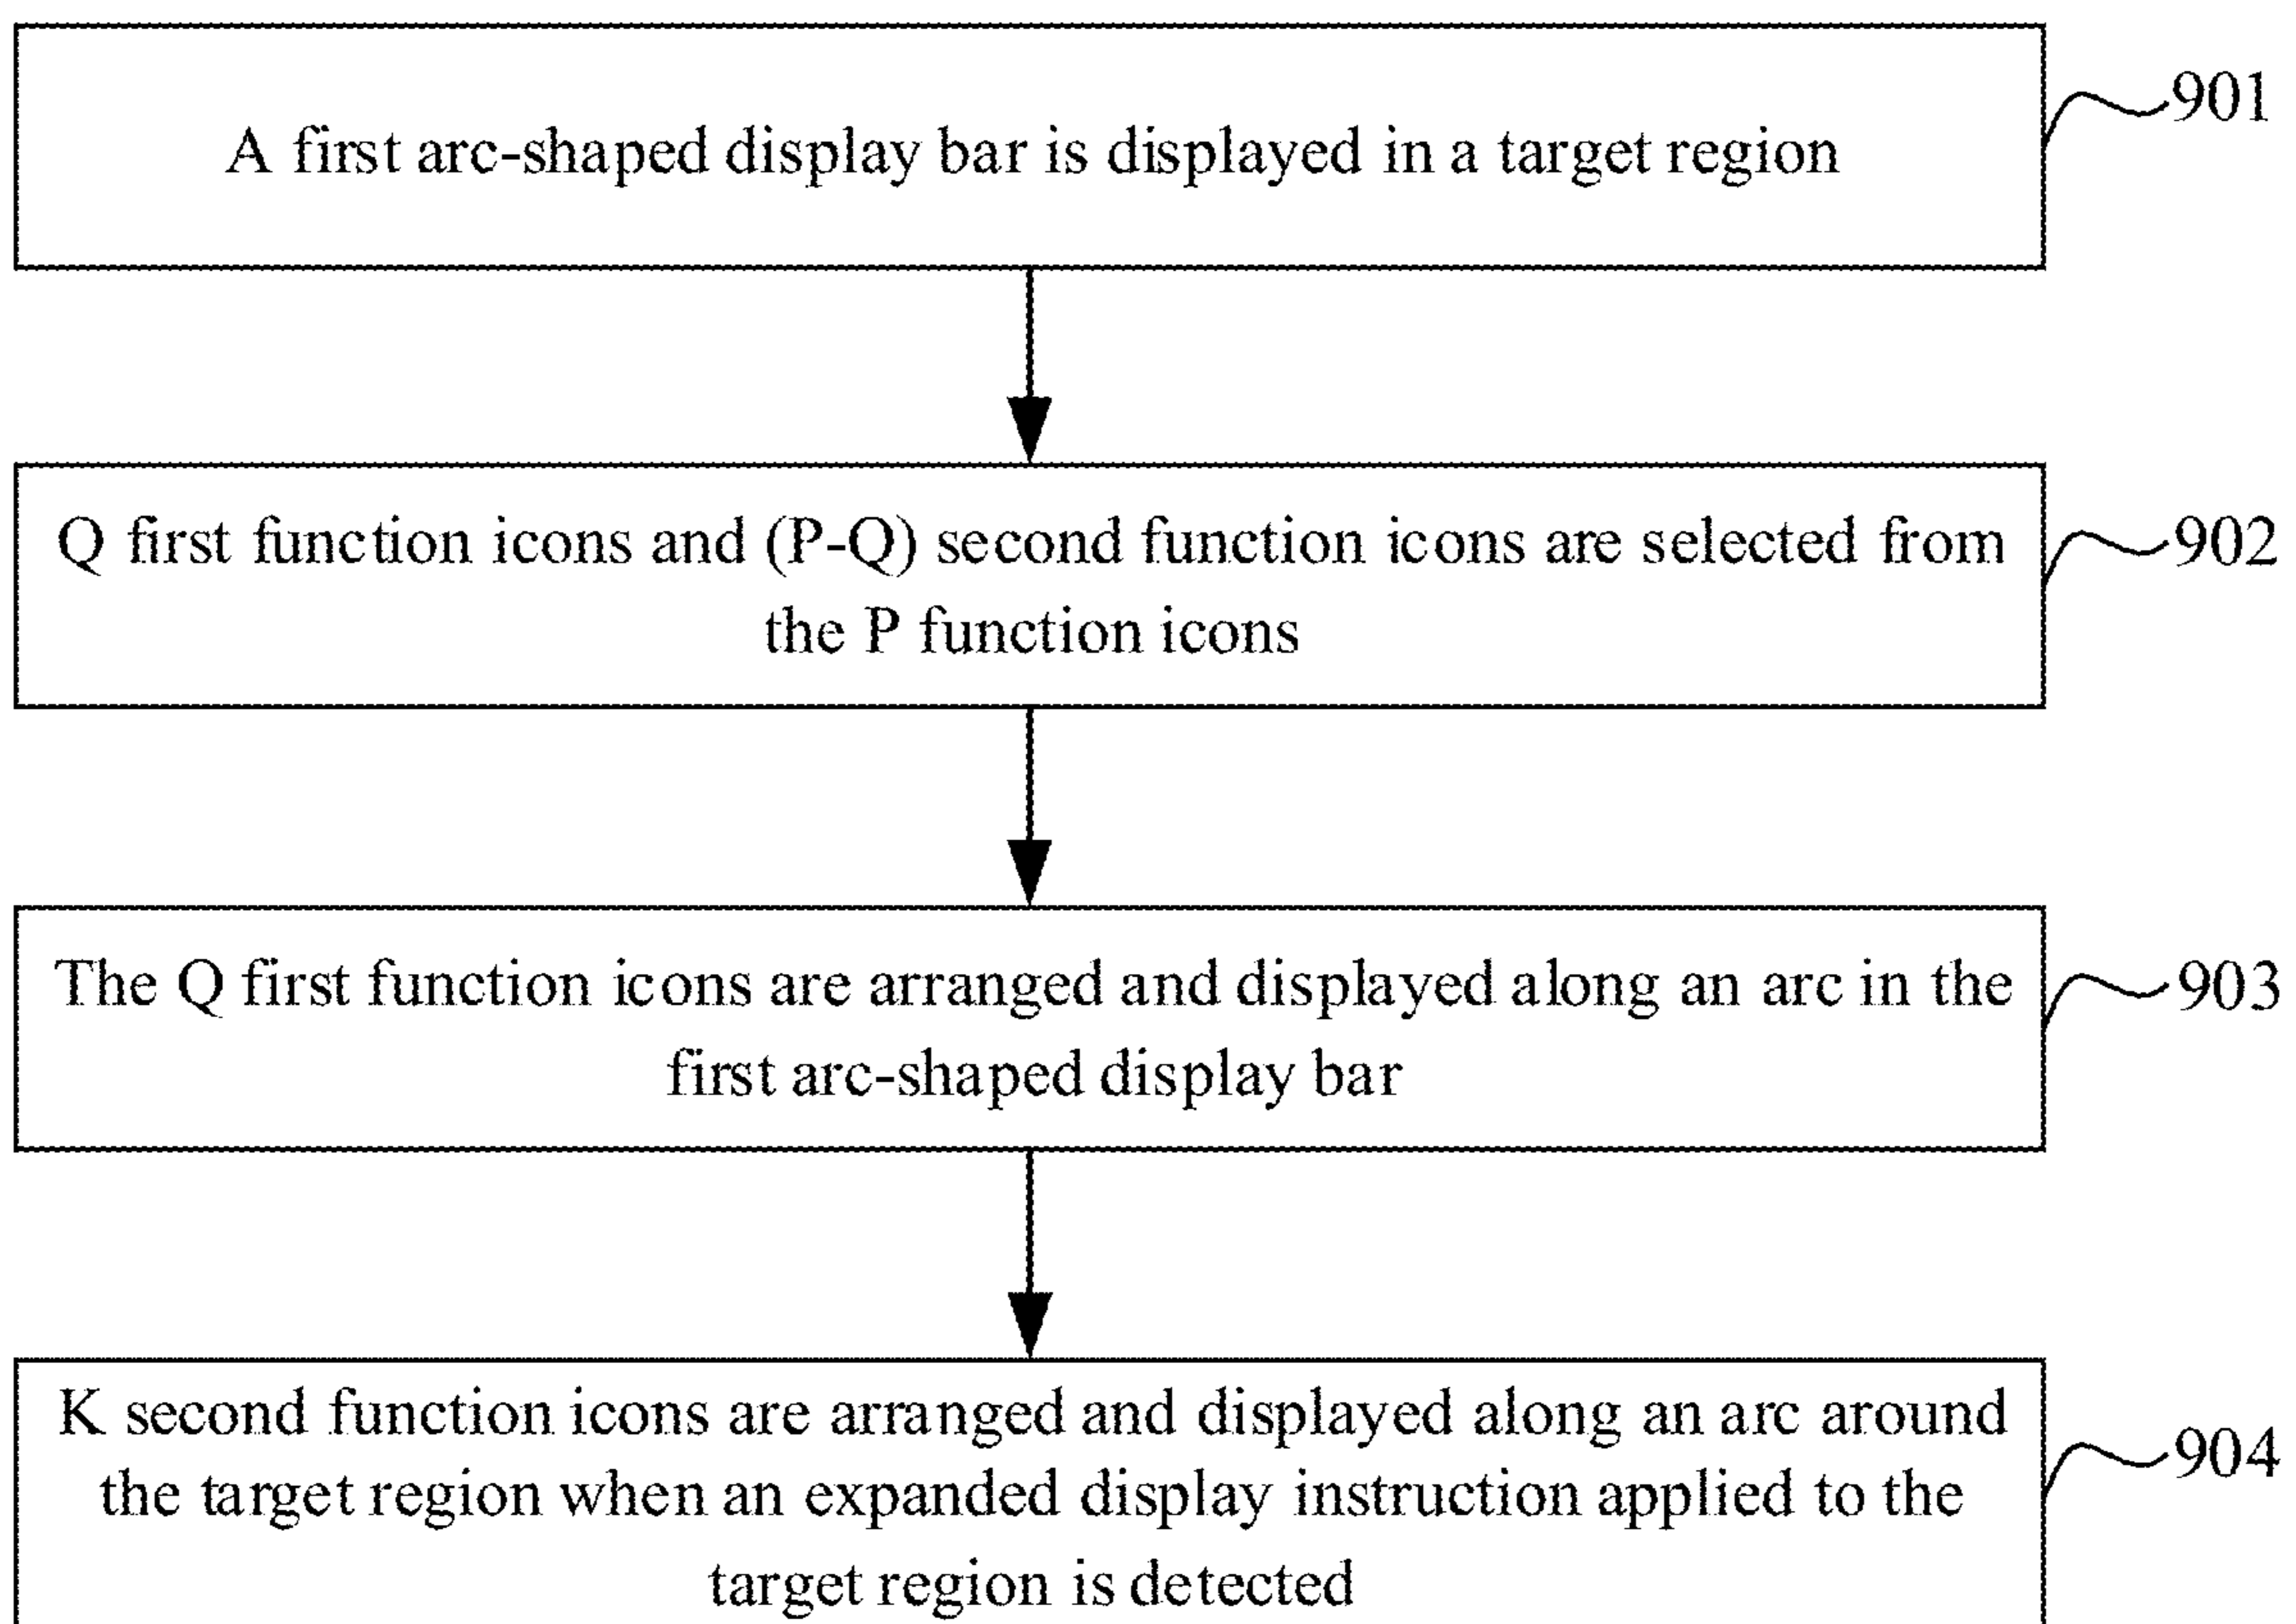 A first arc-shaped display bar is displayed in a target region
901
Q first function icons and (P-Q) second function icons are selected from
the P function icons
902
The Q first function icons are arranged and displayed along an arc in the
first arc-shaped display bar
903
K second function icons are arranged and displayed along an arc around
the target region when an expanded display instruction applied to the
target region is detected
904